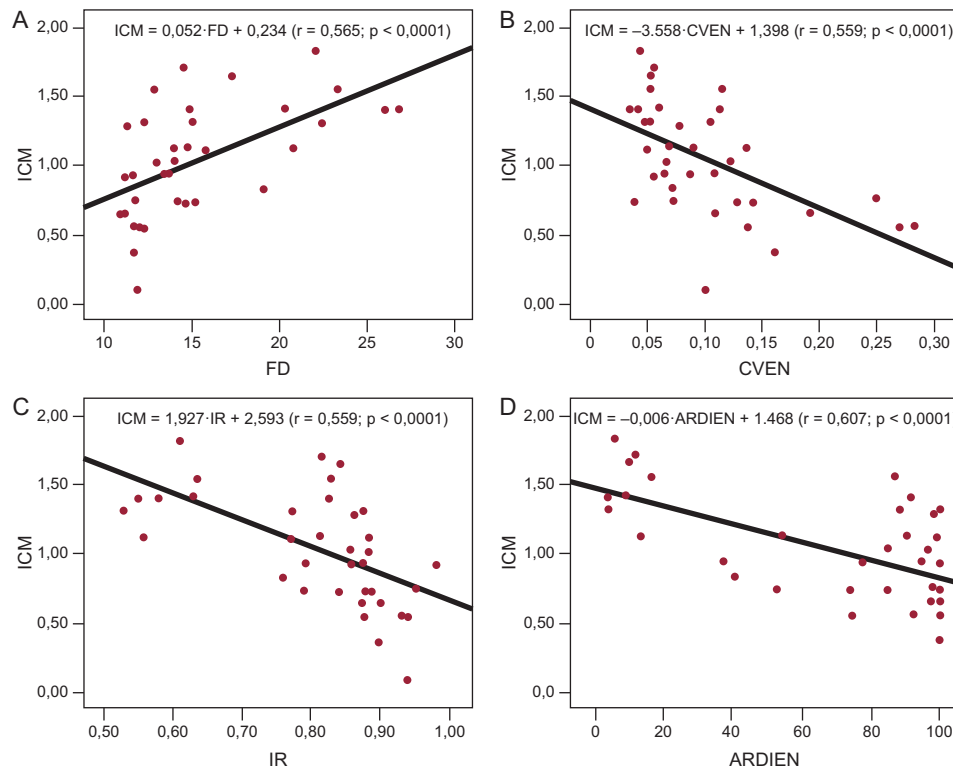 A
ICM = 0,052·FD + 0,234 (r = 0,565; p < 0,0001)
2,00
1,50
1,00
0,50
0,00
ICM
10 15 20 25 30
FD
B
ICM = –3.558·CVEN + 1,398 (r = 0,559; p < 0,0001)
2,00
1,50
1,00
0,50
0,00
ICM
0 0,05 0,10 0,15 0,20 0,25 0,30
CVEN
C
ICM = 1,927·IR + 2,593 (r = 0,559; p < 0,0001)
2,00
1,50
1,00
0,50
0,00
ICM
0,50 0,60 0,70 0,80 0,90 1,00
IR
D
ICM = –0,006·ARDIEN + 1.468 (r = 0,607; p < 0,0001
2,00
1,50
1,00
0,50
0,0
ICM
0 20 40 60 80 100
ARDIEN